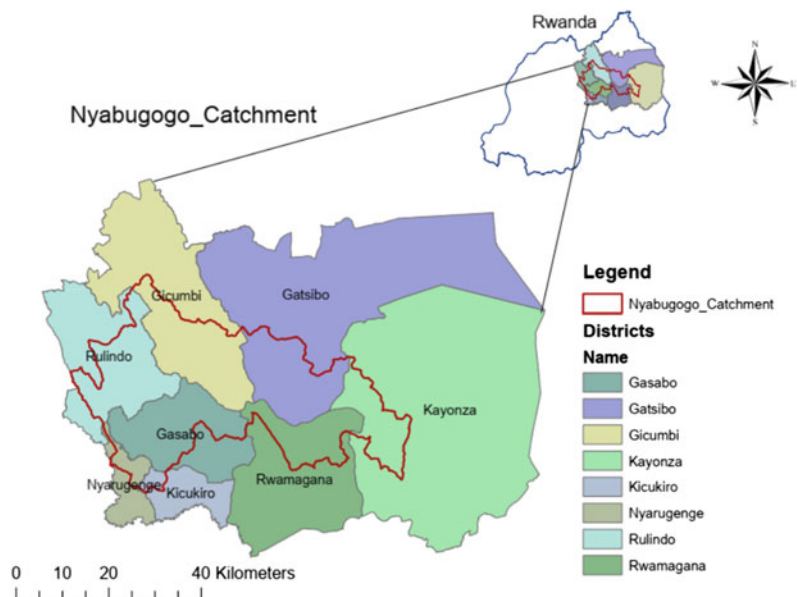 Rwanda
N
W
U
S
Nyabugogo_Catchment
Gicumbi
Gatsibo
Rulindo
Kayonza
Gasabo
Nyarugenge
Kicukiro
Rwamagana
Legend
Nyabugogo_Catchment
Districts
Name
Gasabo
Gatsibo
Gicumbi
Kayonza
Kicukiro
Nyarugenge
Rulindo
Rwamagana
0 10 20 40 Kilometers